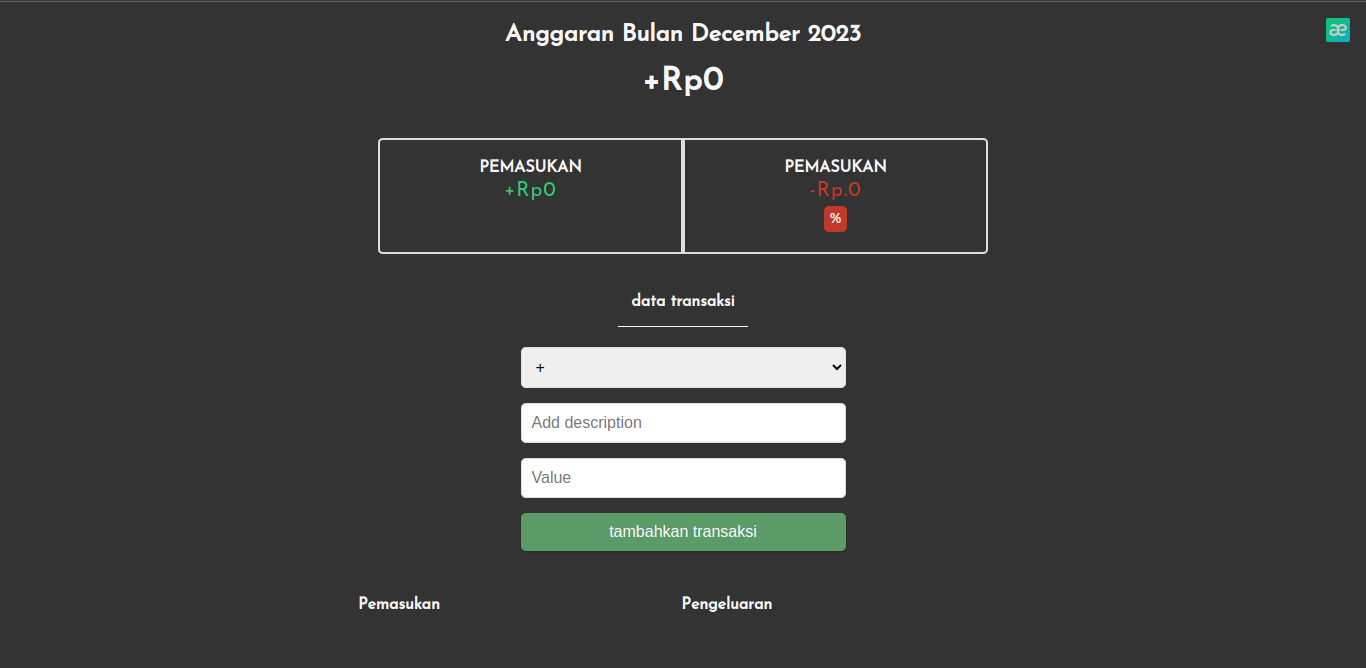 Anggaran Bulan December 2023
æ
+Rp0
PEMASUKAN
+Rp0
PEMASUKAN
-Rp.0
%
data transaksi
+
Add description
Value
tambahkan transaksi
Pemasukan
Pengeluaran